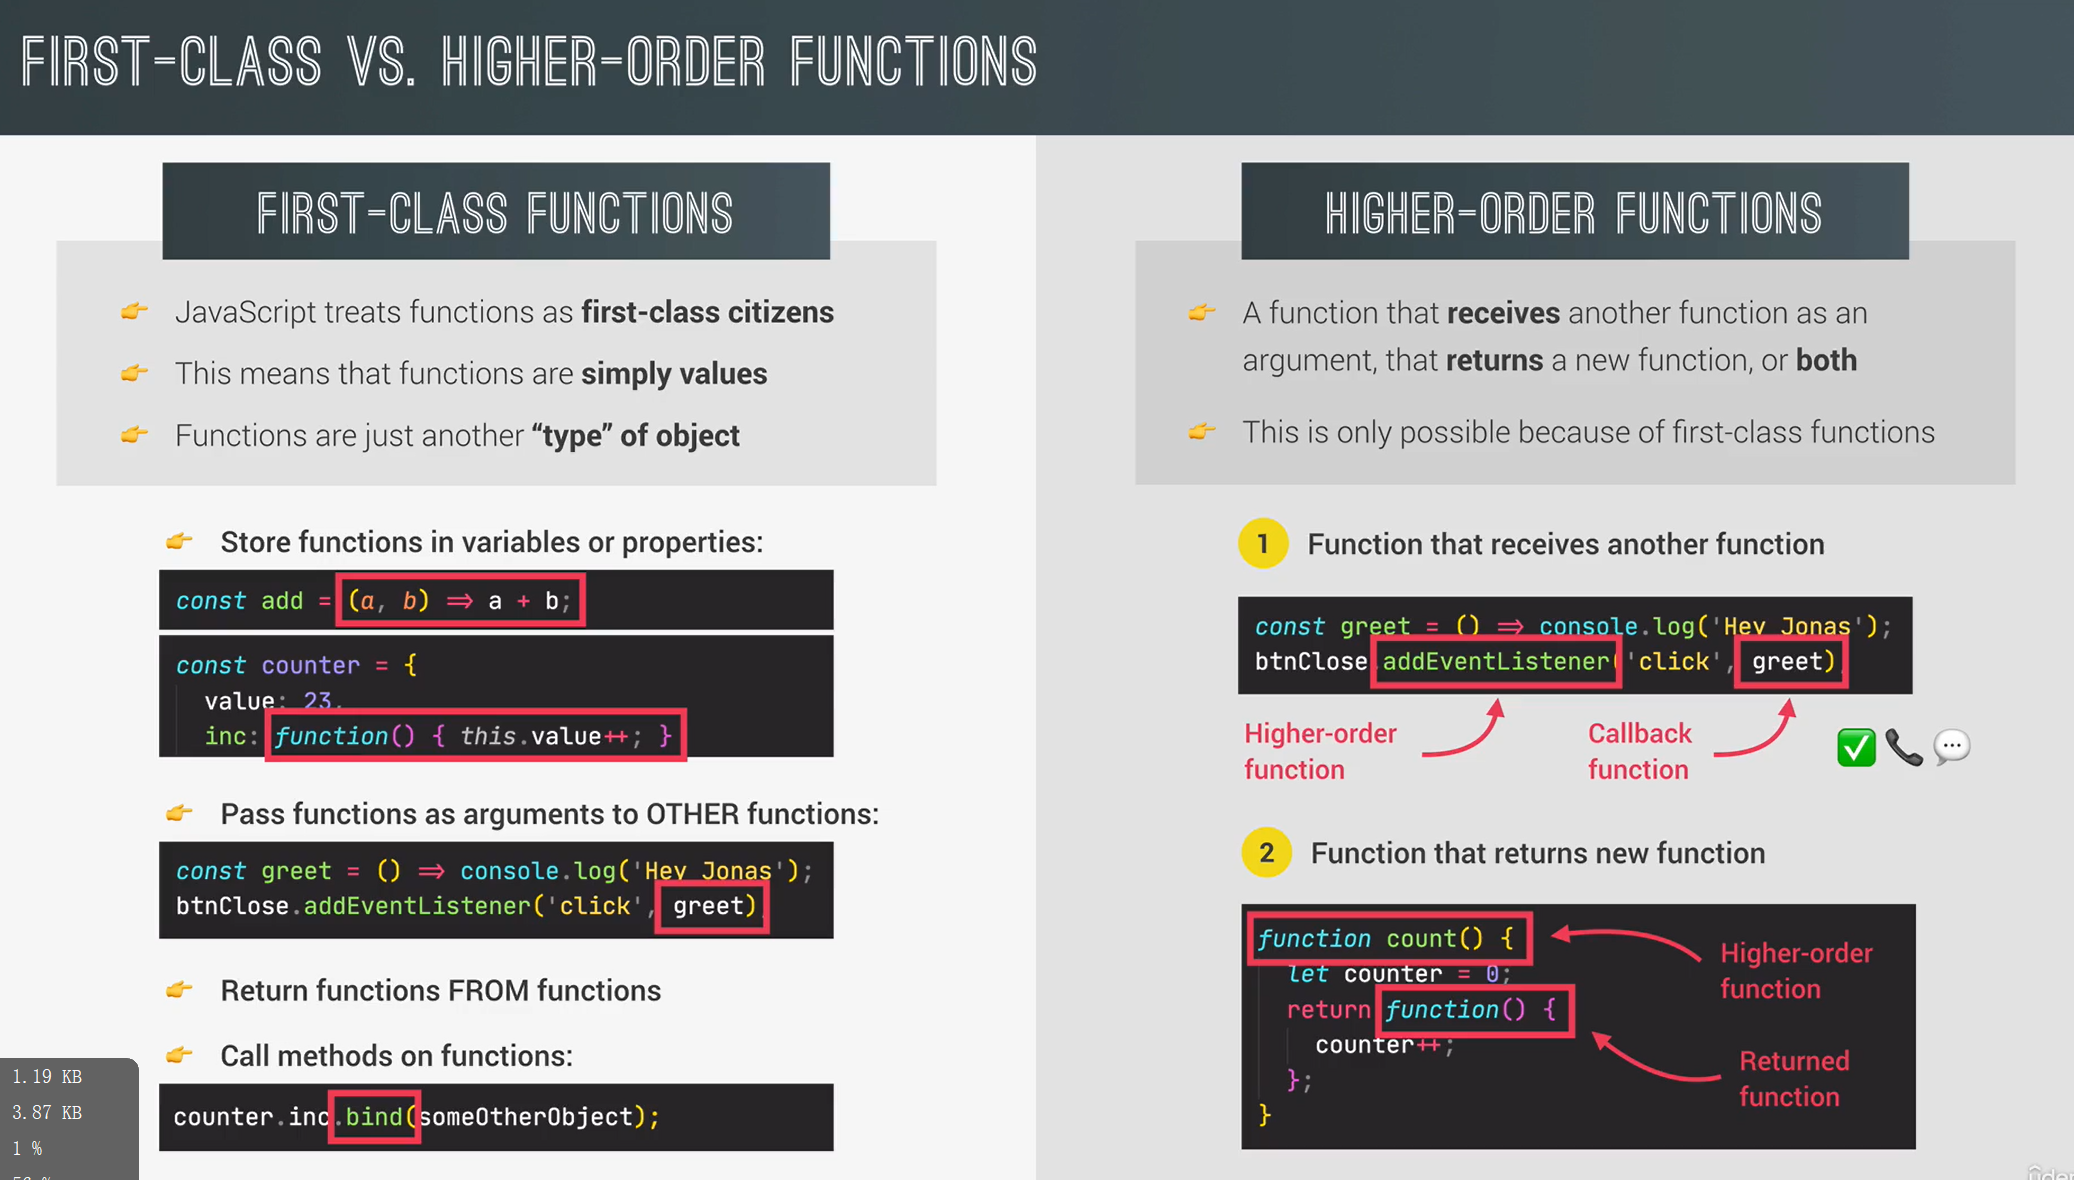 FIRST-CLASS VS. HIGHER-ORDER FUNCTIONS
FIRST-CLASS FUNCTIONS
👉 JavaScript treats functions as first-class citizens
👉 This means that functions are simply values
👉 Functions are just another “type” of object
👉 Store functions in variables or properties:
const add = (a, b) => a + b;
const counter = {
value: 23,
inc: function() { this.value++; }
👉 Pass functions as arguments to OTHER functions:
const greet = () => console.log('Hey Jonas');
btnClose.addEventListener('click', greet)
👉 Return functions FROM functions
👉 Call methods on functions:
counter.inc.bind(someOtherObject);
HIGHER-ORDER FUNCTIONS
👉 A function that receives another function as an
argument, that returns a new function, or both
👉 This is only possible because of first-class functions
1 Function that receives another function
const greet = () => console.log('Hey Jonas');
btnClose.addEventListener('click', greet)
Higher-order
function
Callback
function
✅ 📞 💬
2 Function that returns new function
function count() {
let counter = 0;
return function() {
counter++;
};
}
Higher-order
function
Returned
function
1.19 KB
3.87 KB
1 %